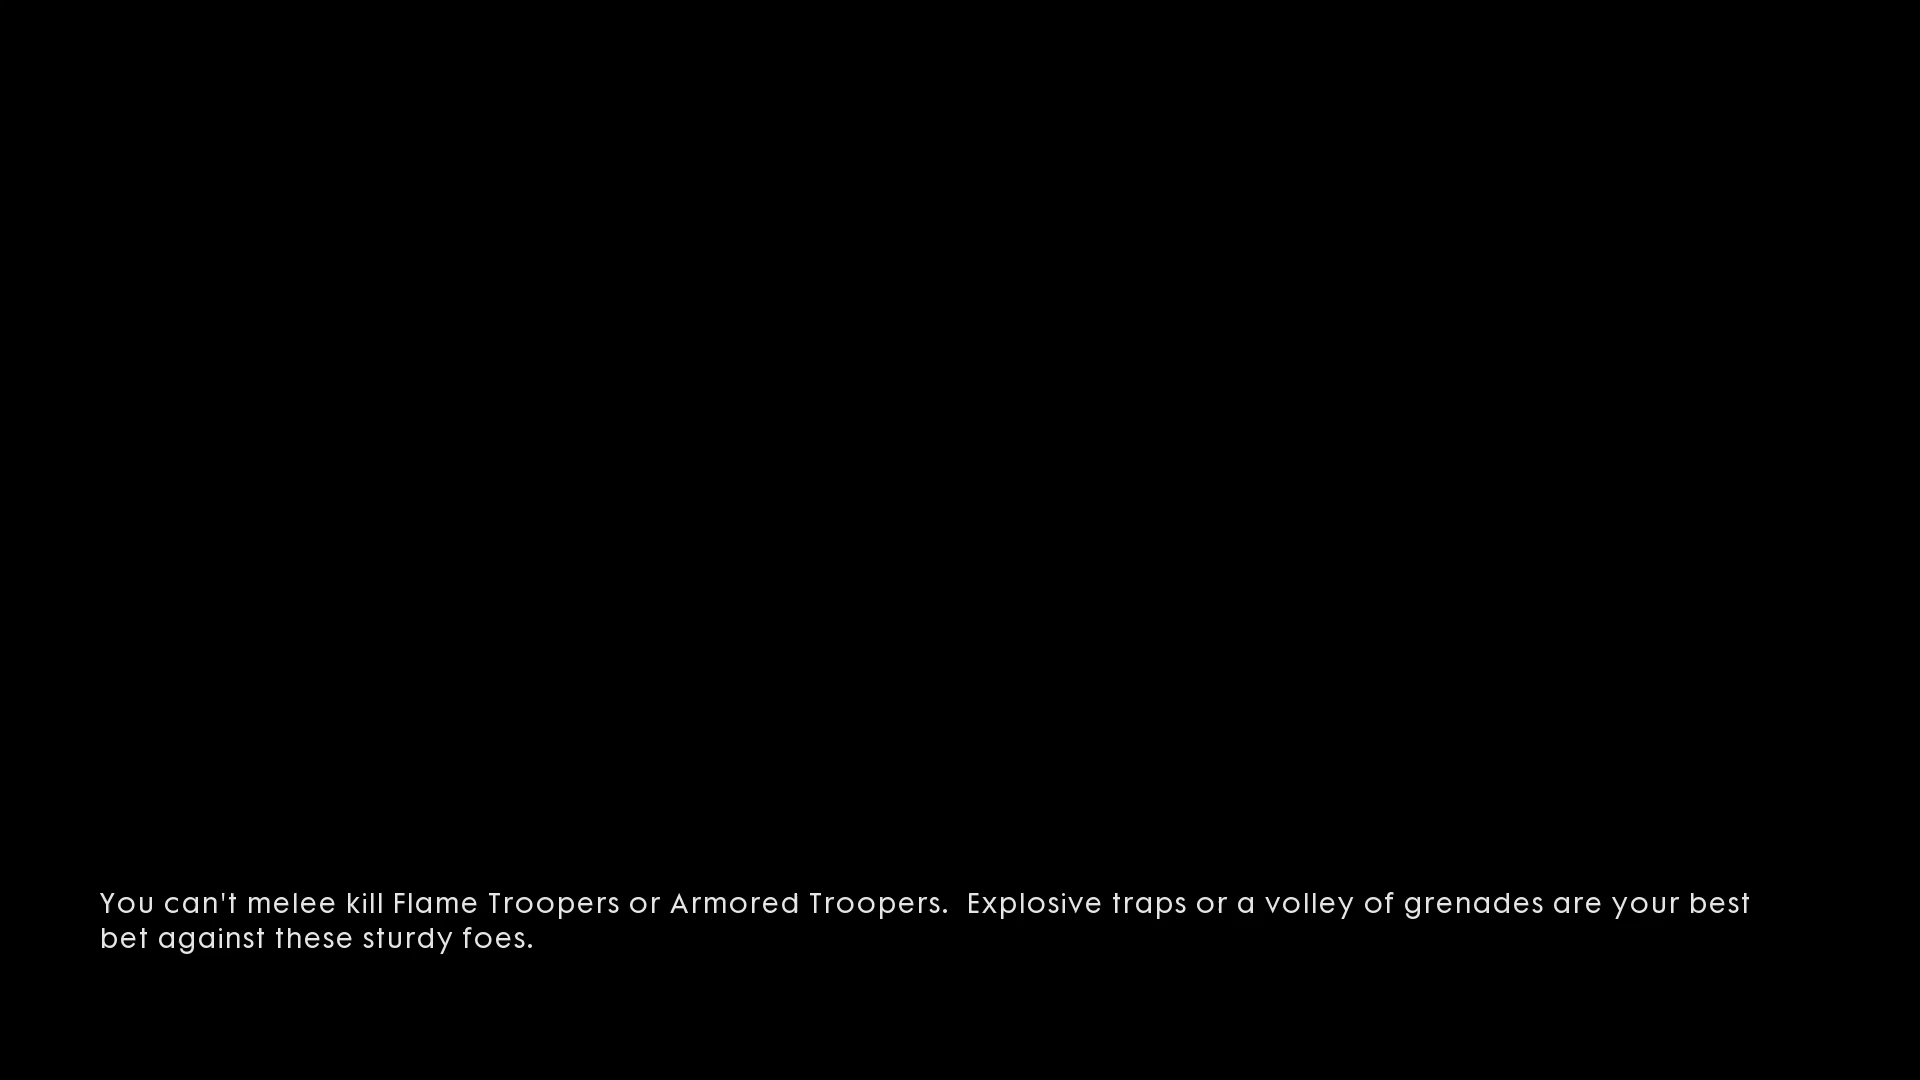 You can't melee kill Flame Troopers or Armored Troopers.  Explosive traps or a volley of grenades are your best
bet against these sturdy foes.